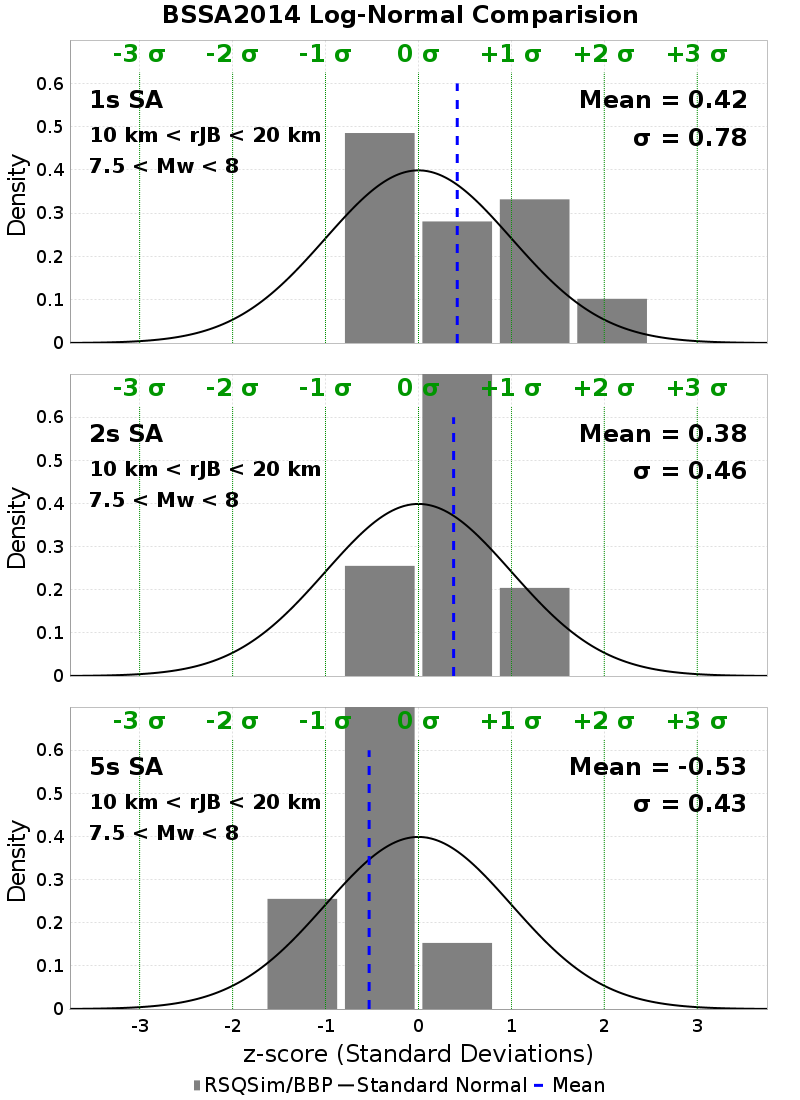 BSSA2014 Log-Normal Comparision
-3 σ -2 σ -1 σ 0 σ +1 σ +2 σ +3 σ
1s SA
Mean = 0.42
10 km < rJB < 20 km
σ = 0.78
7.5 < Mw < 8
Density
0.6
0.5
0.4
0.3
0.2
0.1
0
-3 σ -2 σ -1 σ 0 σ +1 σ +2 σ +3 σ
2s SA
Mean = 0.38
10 km < rJB < 20 km
σ = 0.46
7.5 < Mw < 8
Density
0.6
0.5
0.4
0.3
0.2
0.1
0
-3 σ -2 σ -1 σ 0 σ +1 σ +2 σ +3 σ
5s SA
Mean = -0.53
10 km < rJB < 20 km
σ = 0.43
7.5 < Mw < 8
Density
0.6
0.5
0.4
0.3
0.2
0.1
0
-3 -2 -1 0 1 2 3
z-score (Standard Deviations)
RSQSim/BBP Standard Normal Mean